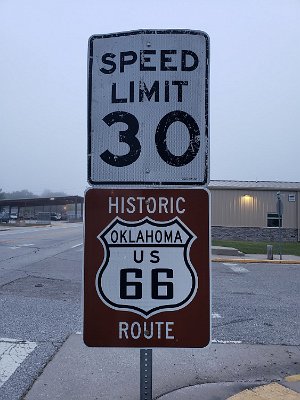 SPEED
LIMIT
30
HISTORIC
OKLAHOMA
US
66
ROUTE